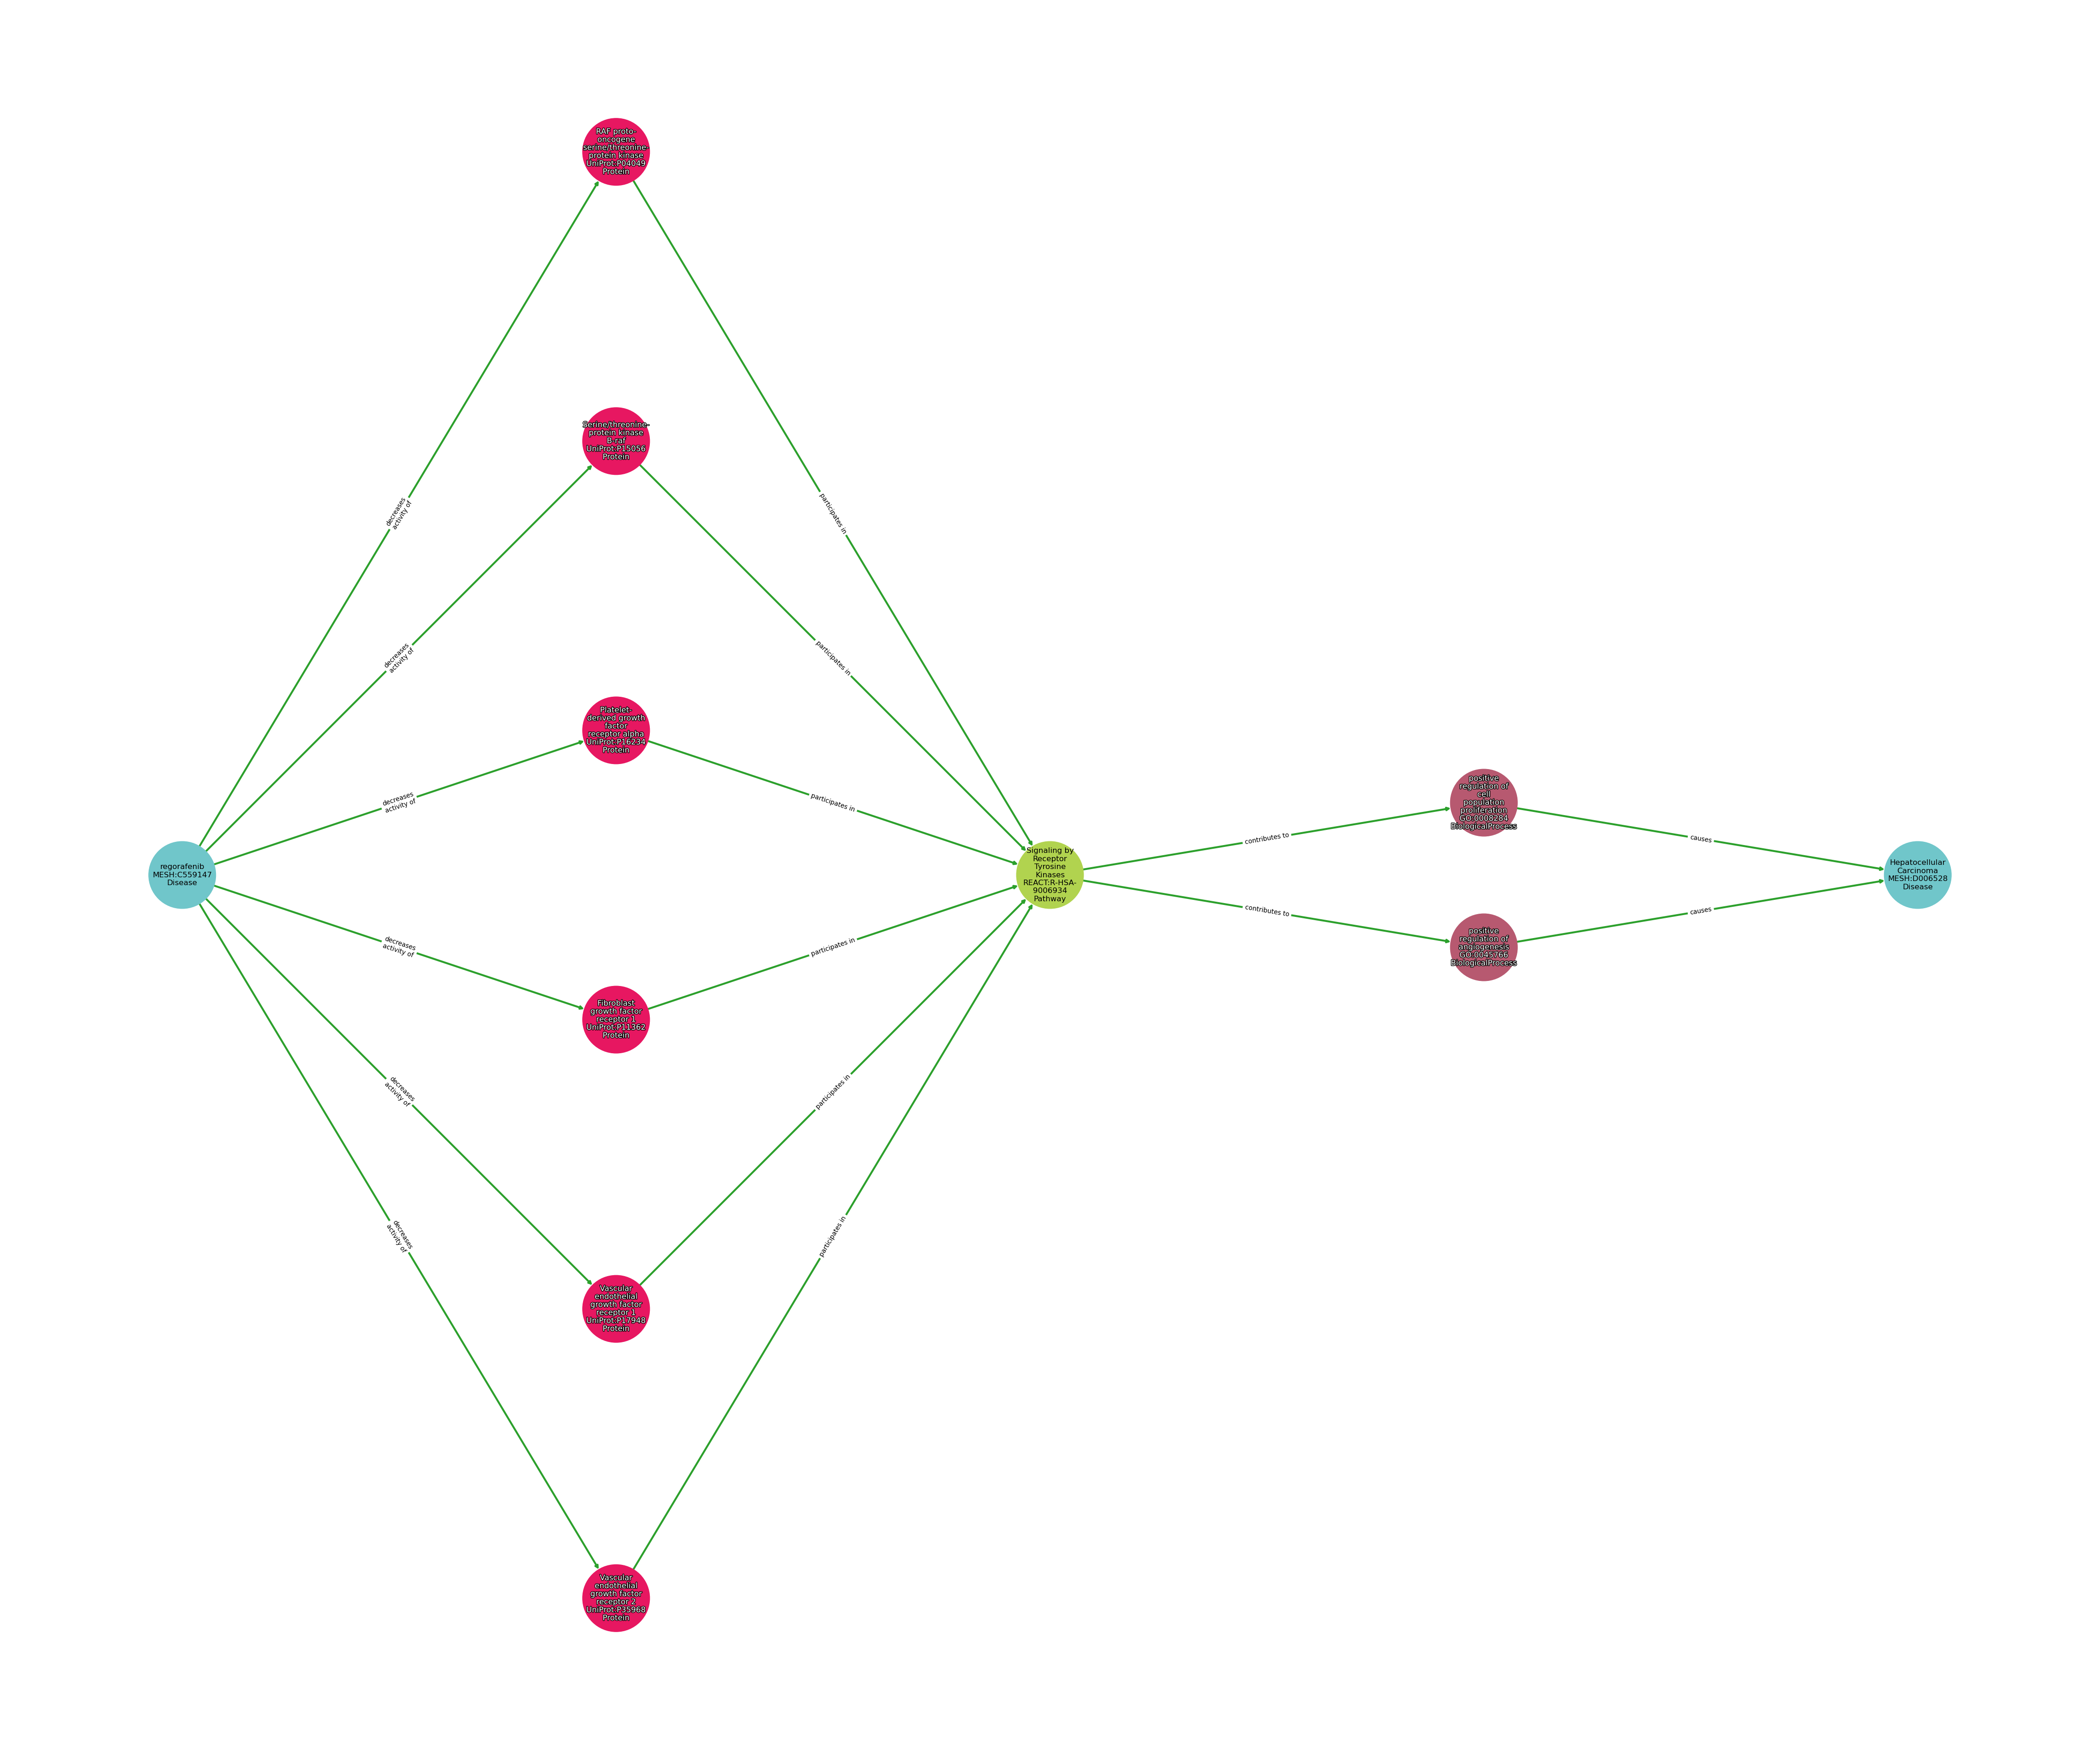 RAF proto-
oncogene
serine/threonine-
protein kinase
UniProt:P04049
Protein
decreases
activity of
participates in
Serine/threonine-
protein kinase
B-raf
UniProt:P15056
Protein
decreases
activity of
participates in
Platelet-
derived growth
factor
receptor alpha
UniProt:P16234
Protein
decreases
activity of
participates in
regorafenib
MESH:C559147
Disease
Signaling by
Receptor
Tyrosine
Kinases
REACT:R-HSA-
9006934
Pathway
contributes to
positive
regulation of
cell
population
proliferation
GO:0008284
BiologicalProcess
causes
Hepatocellular
Carcinoma
MESH:D006528
Disease
contributes to
positive
regulation of
angiogenesis
GO:0045766
BiologicalProcess
causes
decreases
activity of
participates in
Fibroblast
growth factor
receptor 1
UniProt:P11362
Protein
decreases
activity of
participates in
Vascular
endothelial
growth factor
receptor 1
UniProt:P17948
Protein
decreases
activity of
participates in
Vascular
endothelial
growth factor
receptor 2
UniProt:P35968
Protein